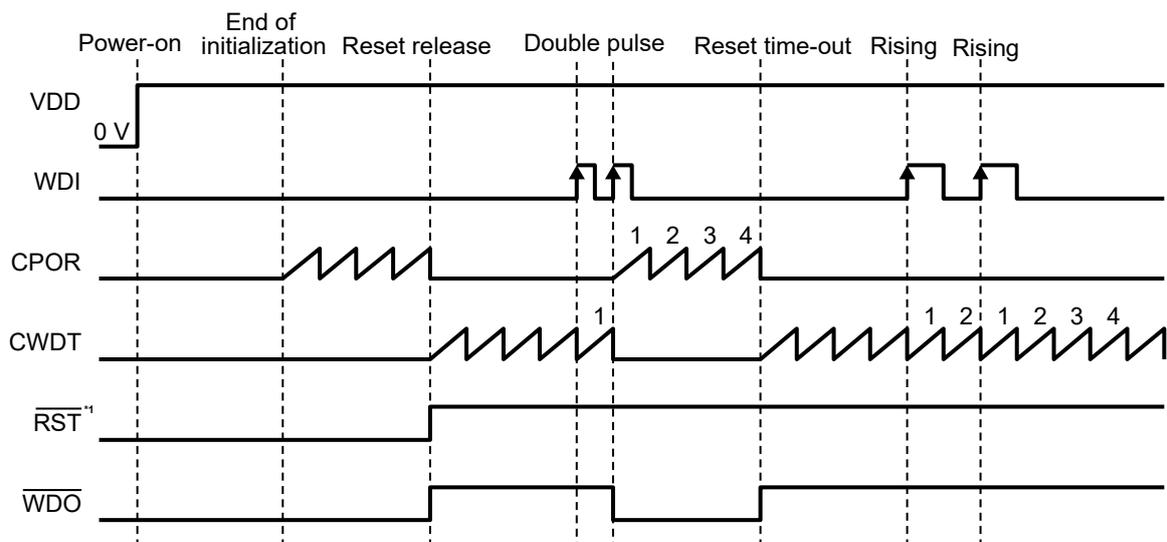 End of
Power-on initialization Reset release Double pulse Reset time-out Rising Rising
VDD
0 V
WDI
1 2 3 4
CPOR
1 1 2 1 2 3 4
CWDT
RST*1
WDO